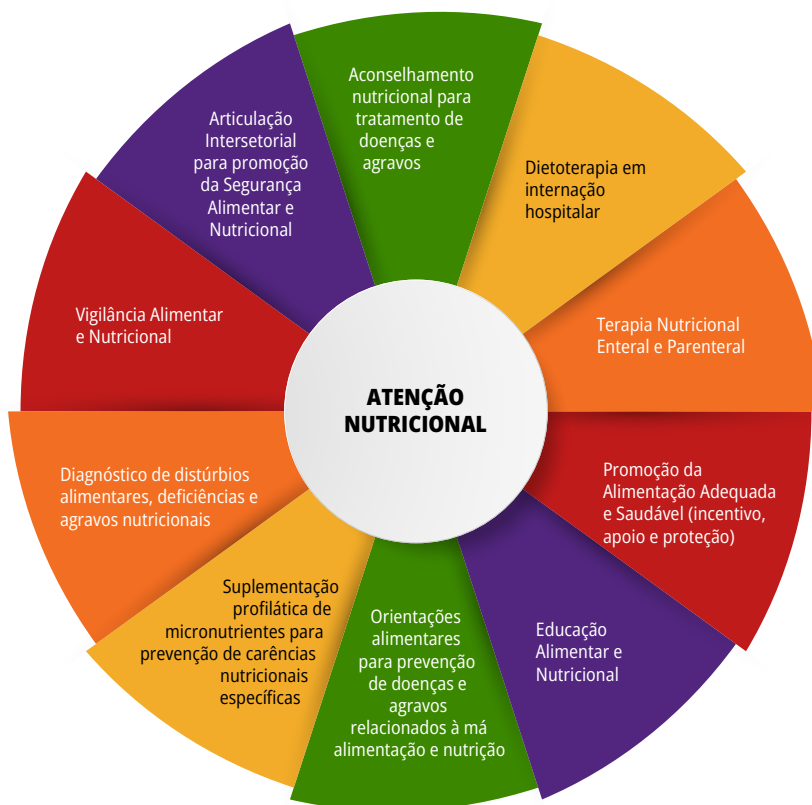 Aconselhamento
nutricional para
tratamento de
doenças e
agravos
Dietoterapia em
internação
hospitalar
Terapia Nutricional
Enteral e Parenteral
Promoção da
Alimentação Adequada
e Saudável (incentivo,
apoio e proteção)
Educação
Alimentar e
Nutricional
Orientações
alimentares
para prevenção
de doenças e
agravos
relacionados à má
alimentação e nutrição
Suplementação
profilática de
micronutrientes para
prevenção de carências
nutricionais
específicas
Diagnóstico de distúrbios
alimentares, deficiências e
agravos nutricionais
Vigilância Alimentar
e Nutricional
Articulação
Intersetorial
para promoção
da Segurança
Alimentar e
Nutricional
ATENÇÃO
NUTRICIONAL